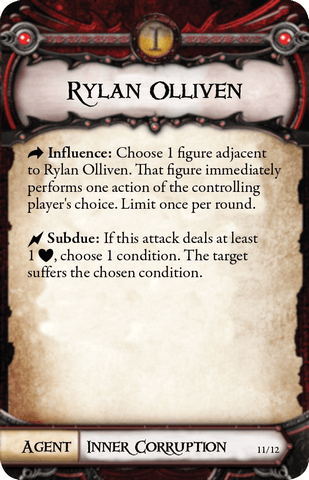 I
Rylan Olliven
Influence: Choose 1 figure adjacent
to Rylan Olliven. That figure immediately
performs one action of the controlling
player's choice. Limit once per round.
Subdue: If this attack deals at least
1 ♥, choose 1 condition. The target
suffers the chosen condition.
Agent Inner Corruption 11/12